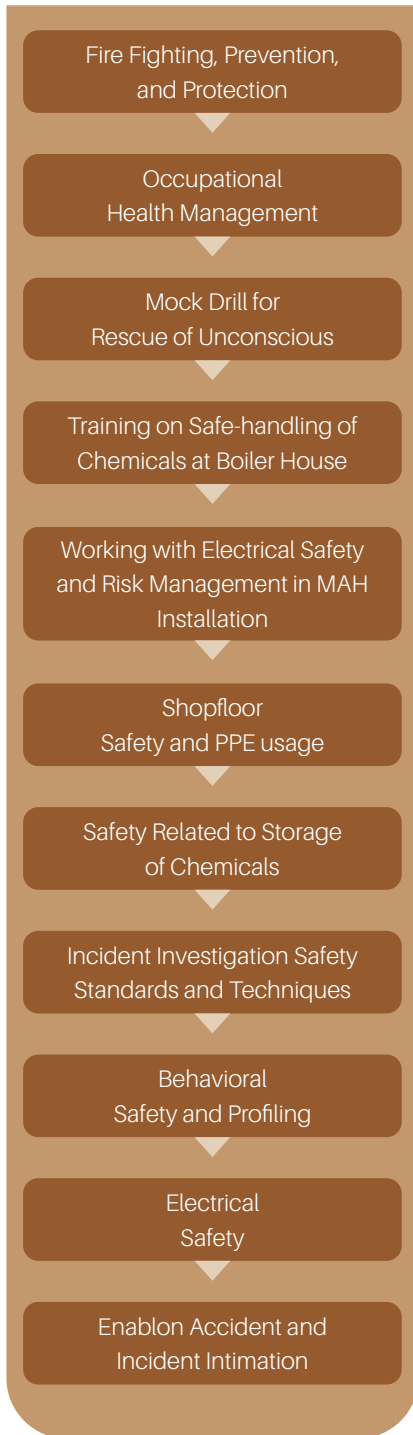 Fire Fighting, Prevention,
and Protection
Occupational
Health Management
Mock Drill for
Rescue of Unconscious
Training on Safe-handling of
Chemicals at Boiler House
Working with Electrical Safety
and Risk Management in MAH
Installation
Shopfloor
Safety and PPE usage
Safety Related to Storage
of Chemicals
Incident Investigation Safety
Standards and Techniques
Behavioral
Safety and Profiling
Electrical
Safety
Enablon Accident and
Incident Intimation